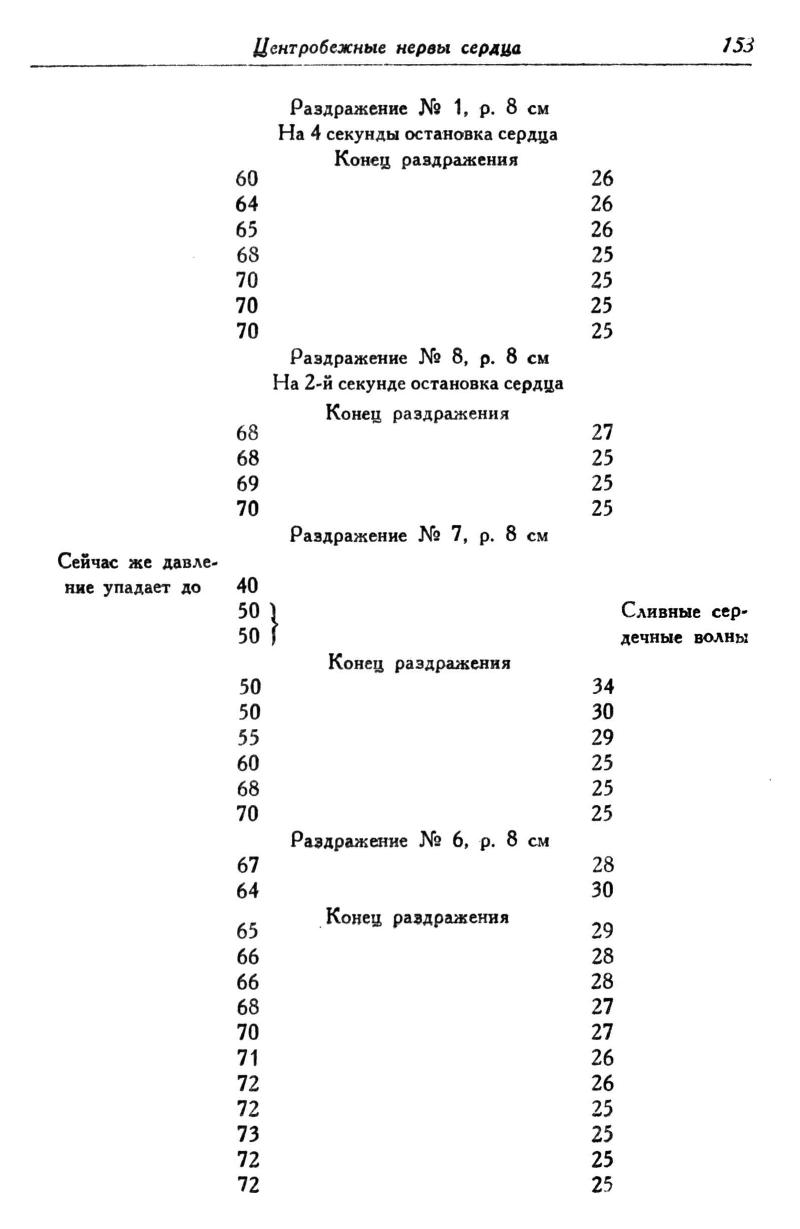 Центробежные нервы сердца 153
Раздражение № 1, р. 8 см
На 4 секунды остановка сердца
Конец раздражения
60 26
64 26
65 26
68 25
70 25
70 25
70 25
Раздражение № 8, р. 8 см
На 2-й секунде остановка сердца
Конец раздражения
68 27
68 25
69 25
70 25
Раздражение № 7, р. 8 см
Сейчас же давле-
ние упадает до 40
50 } Сливные сер-
50 дечные волны
Конец раздражения
50 34
50 30
55 29
60 25
68 25
70 25
Раздражение № 6, р. 8 см
67 28
64 30
Конец раздражения
65 29
66 28
66 28
68 27
70 27
71 26
72 26
72 25
73 25
72 25
72 25